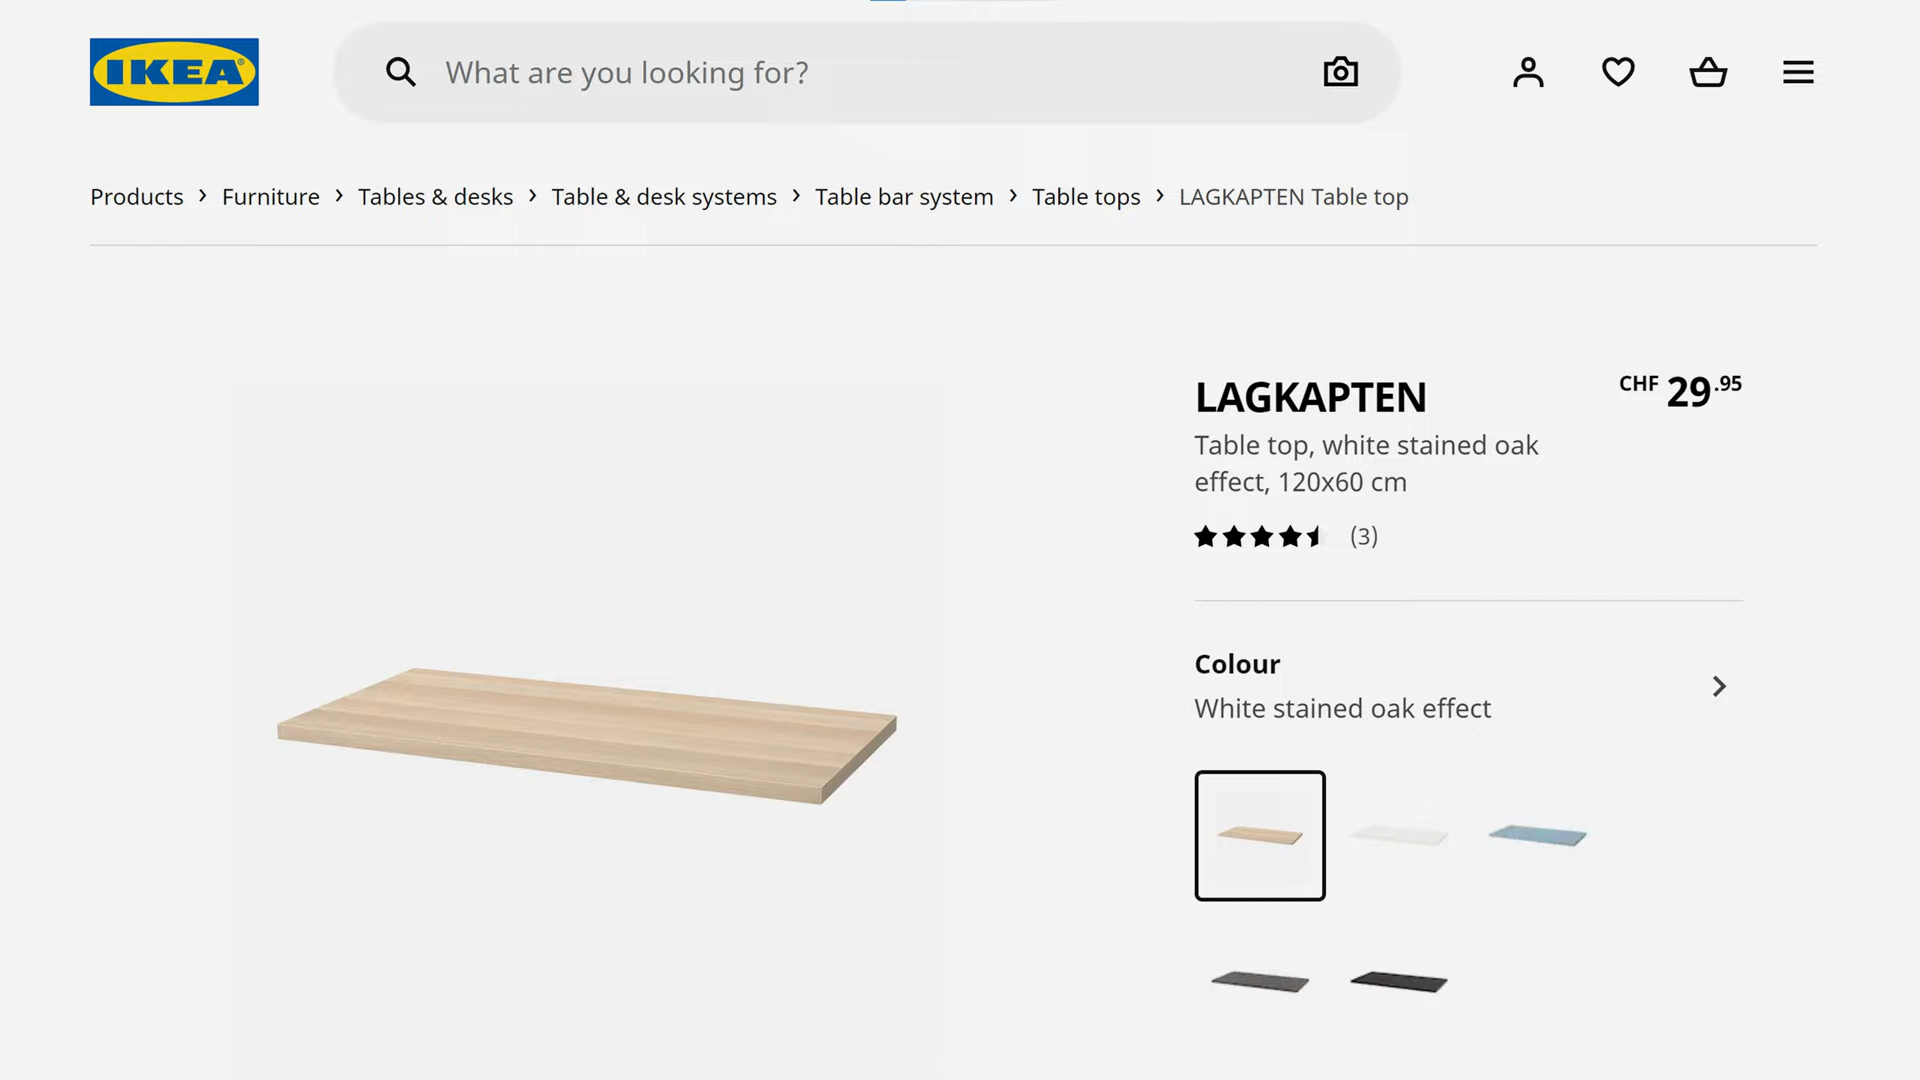 IKEA
What are you looking for?
Products > Furniture > Tables & desks > Table & desk systems > Table bar system > Table tops > LAGKAPTEN Table top
LAGKAPTEN
CHF 29.95
Table top, white stained oak
effect, 120x60 cm
(3)
Colour
White stained oak effect